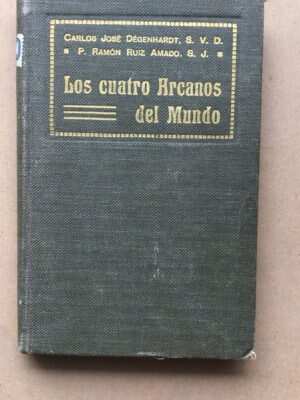 CARLOS JOSÉ DEGENHARDT, S. V. D.
P. RAMÓN RUIZ AMADO, S. J.
Los cuatro Arcanos
del Mundo